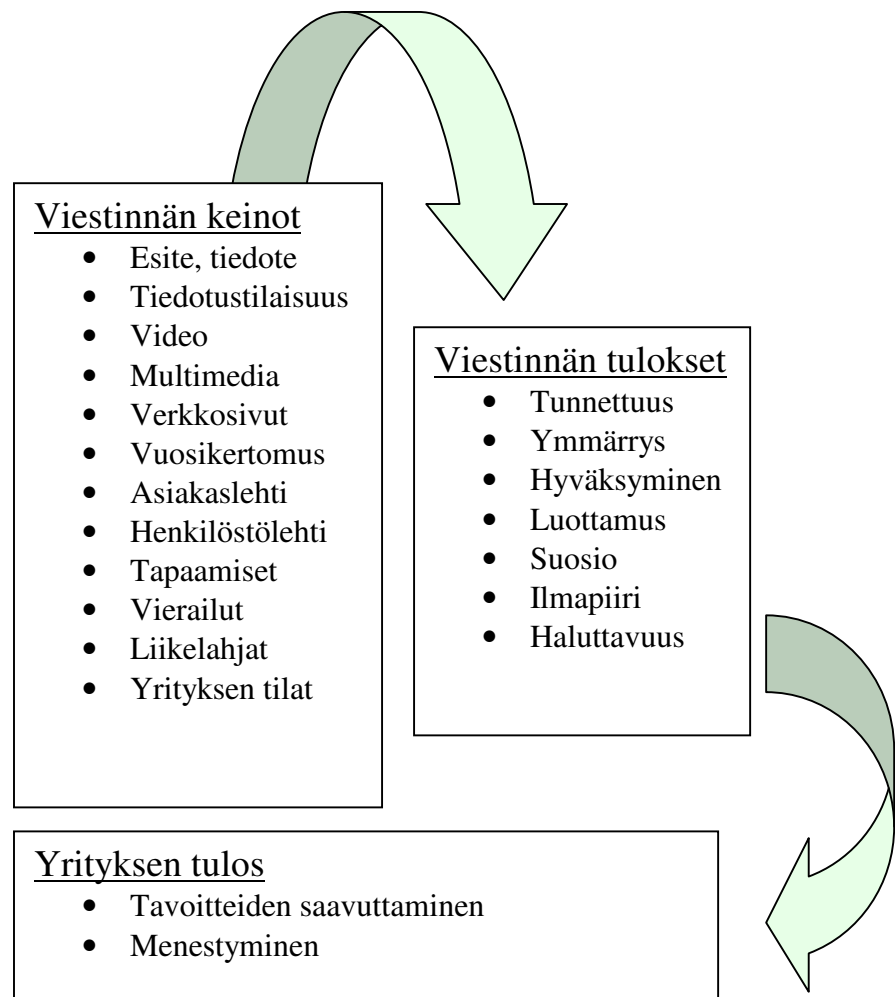 Viestinnän keinot
• Esite, tiedote
• Tiedotustilaisuus
• Video
• Multimedia
• Verkkosivut
• Vuosikertomus
• Asiakaslehti
• Henkilöstölehti
• Tapaamiset
• Vierailut
• Liikelahjat
• Yrityksen tilat
Viestinnän tulokset
• Tunnettuus
• Ymmärrys
• Hyväksyminen
• Luottamus
• Suosio
• Ilmapiiri
• Haluttavuus
Yrityksen tulos
• Tavoitteiden saavuttaminen
• Menestyminen